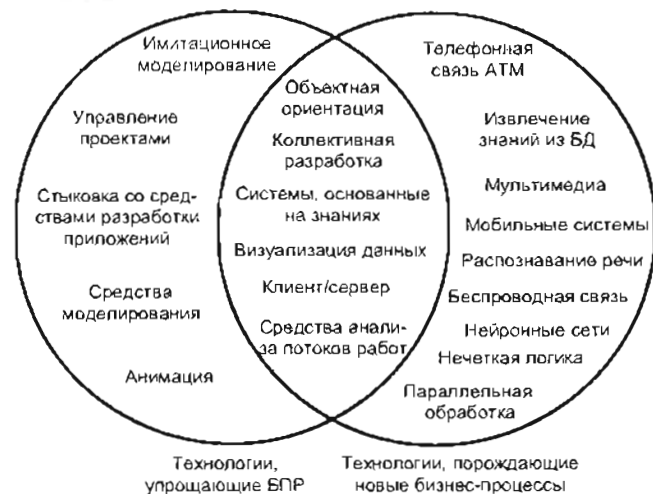 Имитационное
моделирование
Управление
проектами
Стыковка со сред-
ствами разработки
приложений
Средства
моделирования
Анимация
Объектная
ориентация
Коллективная
разработка
Системы, основанные
на знаниях
Визуализация данных
Клиент/сервер
Средства анали-
за потоков работ
Телефонная
связь АТМ
Извлечение
знаний из БД
Мультимедиа
Мобильные системы
Распознавание речи
Беспроводная связь
Нейронные сети
Нечеткая логика
Параллельная
обработка
Технологии,
упрощающие БПР
Технологии, порождающие
новые бизнес-процессы